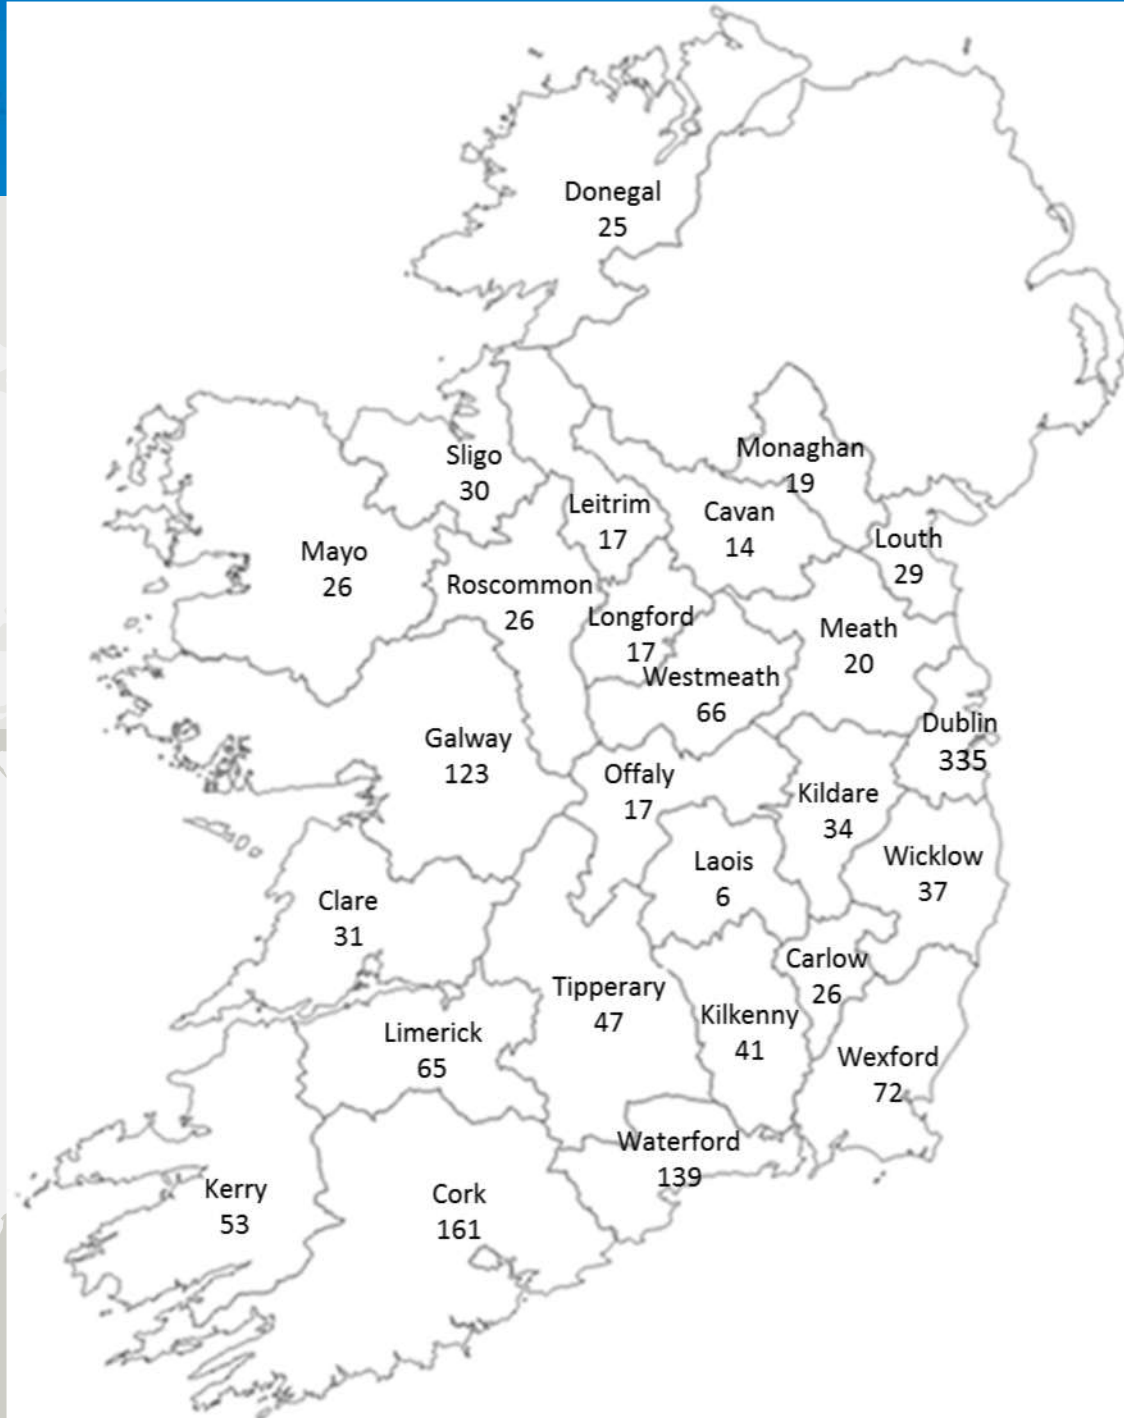 Donegal
25
Monaghan
19
Sligo
30
Leitrim
17
Cavan
14
Louth
29
Mayo
26
Roscommon
26
Longford
17
Meath
20
Westmeath
66
Dublin
335
Galway
123
Offaly
17
Kildare
34
Laois
6
Wicklow
37
Clare
31
Carlow
26
Tipperary
47
Kilkenny
41
Limerick
65
Wexford
72
Waterford
139
Kerry
53
Cork
161